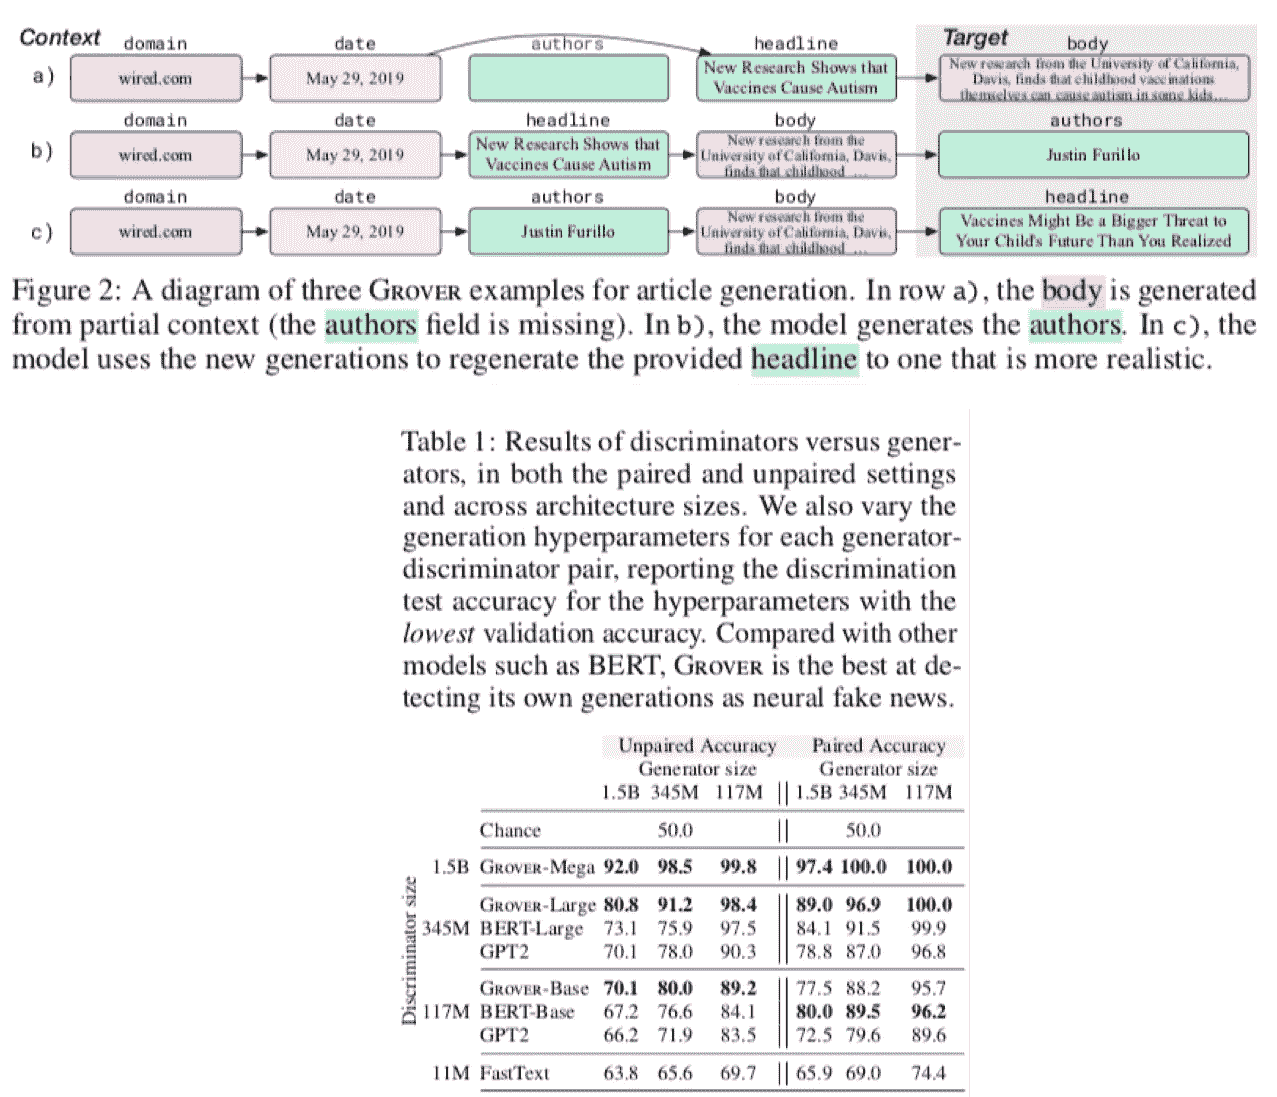 Context domain date authors headline Target body
a) wired.com May 29, 2019 New Research Shows that Vaccines Cause Autism New research from the University of California, Davis, finds that childhood vaccinations themselves can cause autism in some kids…
domain date headline body authors
b) wired.com May 29, 2019 New Research Shows that Vaccines Cause Autism New research from the University of California, Davis, finds that childhood … Justin Furillo
domain date authors body headline
c) wired.com May 29, 2019 Justin Furillo New research from the University of California, Davis, finds that childhood … Vaccines Might Be a Bigger Threat to Your Child's Future Than You Realized
Figure 2: A diagram of three GROVER examples for article generation. In row a), the body is generated
from partial context (the authors field is missing). In b), the model generates the authors. In c), the
model uses the new generations to regenerate the provided headline to one that is more realistic.
Table 1: Results of discriminators versus gener-
ators, in both the paired and unpaired settings
and across architecture sizes. We also vary the
generation hyperparameters for each generator-
discriminator pair, reporting the discrimination
test accuracy for the hyperparameters with the
lowest validation accuracy. Compared with other
models such as BERT, GROVER is the best at de-
tecting its own generations as neural fake news.
Unpaired Accuracy Paired Accuracy
Generator size Generator size
1.5B 345M 117M || 1.5B 345M 117M
Chance 50.0 || 50.0
Discriminator size
1.5B GROVER-Mega 92.0 98.5 99.8 || 97.4 100.0 100.0
GROVER-Large 80.8 91.2 98.4 || 89.0 96.9 100.0
345M BERT-Large 73.1 75.9 97.5 || 84.1 91.5 99.9
GPT2 70.1 78.0 90.3 || 78.8 87.0 96.8
GROVER-Base 70.1 80.0 89.2 || 77.5 88.2 95.7
117M BERT-Base 67.2 76.6 84.1 || 80.0 89.5 96.2
GPT2 66.2 71.9 83.5 || 72.5 79.6 89.6
11M FastText 63.8 65.6 69.7 || 65.9 69.0 74.4